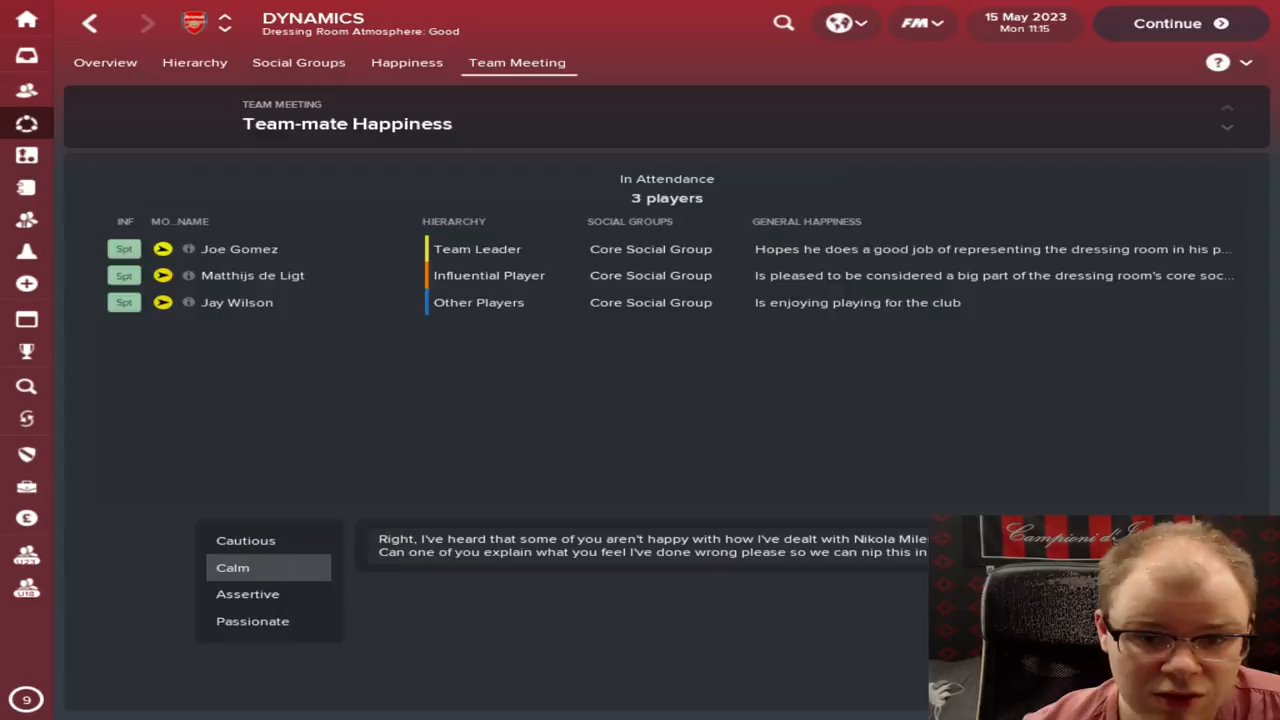 DYNAMICS
Dressing Room Atmosphere: Good
FM
15 May 2023
Mon 11:15
Continue
Overview
Hierarchy
Social Groups
Happiness
Team Meeting
?
TEAM MEETING
Team-mate Happiness
In Attendance
3 players
INF
MO...
NAME
HIERARCHY
SOCIAL GROUPS
GENERAL HAPPINESS
Spt Joe Gomez Team Leader Core Social Group Hopes he does a good job of representing the dressing room in his p...
Spt Matthijs de Ligt Influential Player Core Social Group Is pleased to be considered a big part of the dressing room's core soc...
Spt Jay Wilson Other Players Core Social Group Is enjoying playing for the club
Cautious
Calm
Assertive
Passionate
Right, I've heard that some of you aren't happy with how I've dealt with Nikola Mile
Can one of you explain what you feel I've done wrong please so we can nip this in
Campioni d'
£
U23
U18
9